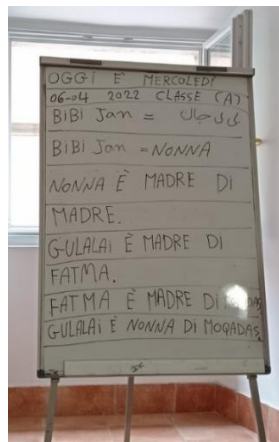 OGGI È MERCOLEDÌ
06-04 2022 CLASSE (A)
BiBi Jan = بی بی جان
BiBi Jan = NONNA
NONNA È MADRE DI
MADRE.
GULALAi È MADRE DI
FATMA.
FATMA È MADRE Di
GULALAi È NONNA DI MOQADAS